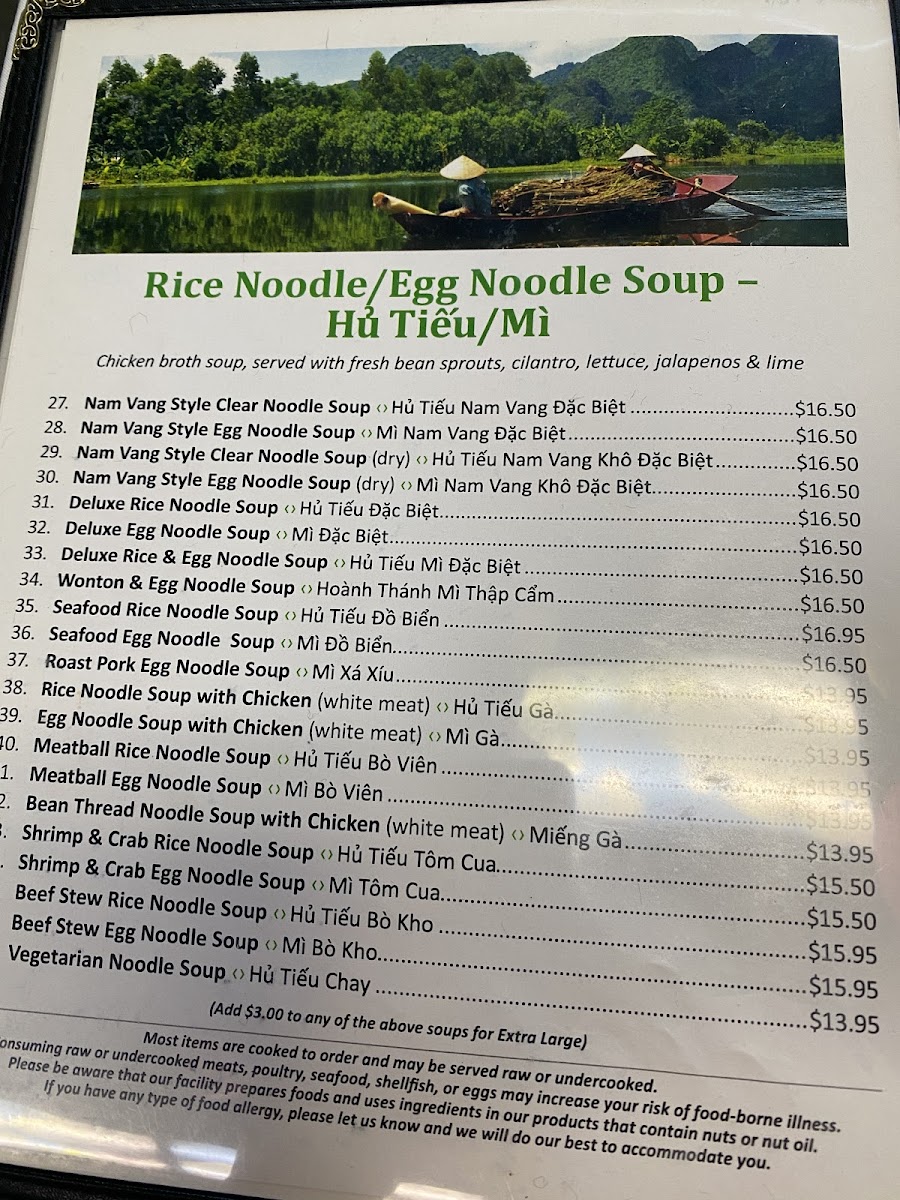 Rice Noodle/Egg Noodle Soup –
Hủ Tiếu/Mì
Chicken broth soup, served with fresh bean sprouts, cilantro, lettuce, jalapenos & lime
27. Nam Vang Style Clear Noodle Soup ‹› Hủ Tiếu Nam Vang Đặc Biệt ...........................$16.50
28. Nam Vang Style Egg Noodle Soup ‹› Mì Nam Vang Đặc Biệt......................................$16.50
29. Nam Vang Style Clear Noodle Soup (dry) ‹› Hủ Tiếu Nam Vang Khô Đặc Biệt..............$16.50
30. Nam Vang Style Egg Noodle Soup (dry) ‹› Mì Nam Vang Khô Đặc Biệt.........................$16.50
31. Deluxe Rice Noodle Soup ‹› Hủ Tiếu Đặc Biệt..........................................................$16.50
32. Deluxe Egg Noodle Soup ‹› Mì Đặc Biệt....................................................................$16.50
33. Deluxe Rice & Egg Noodle Soup ‹› Hủ Tiếu Mì Đặc Biệt .............................................$16.50
34. Wonton & Egg Noodle Soup ‹› Hoành Thánh Mì Thập Cẩm ........................................$16.50
35. Seafood Rice Noodle Soup ‹› Hủ Tiếu Đồ Biển ..........................................................$16.95
36. Seafood Egg Noodle Soup ‹› Mì Đồ Biển....................................................................$16.50
37. Roast Pork Egg Noodle Soup ‹› Mì Xá Xíu...................................................................$13.95
38. Rice Noodle Soup with Chicken (white meat) ‹› Hủ Tiếu Gà.........................................$13.95
39. Egg Noodle Soup with Chicken (white meat) ‹› Mì Gà..................................................$13.95
40. Meatball Rice Noodle Soup ‹› Hủ Tiếu Bò Viên ............................................................$13.95
1. Meatball Egg Noodle Soup ‹› Mì Bò Viên .....................................................................$13.95
2. Bean Thread Noodle Soup with Chicken (white meat) ‹› Miếng Gà..............................$13.95
Shrimp & Crab Rice Noodle Soup ‹› Hủ Tiếu Tôm Cua....................................................$15.50
Shrimp & Crab Egg Noodle Soup ‹› Mì Tôm Cua.............................................................$15.50
Beef Stew Rice Noodle Soup ‹› Hủ Tiếu Bò Kho ..............................................................$15.95
Beef Stew Egg Noodle Soup ‹› Mì Bò Kho.......................................................................$15.95
Vegetarian Noodle Soup ‹› Hủ Tiếu Chay .......................................................................$13.95
(Add $3.00 to any of the above soups for Extra Large)
Most items are cooked to order and may be served raw or undercooked.
onsuming raw or undercooked meats, poultry, seafood, shellfish, or eggs may increase your risk of food-borne illness.
Please be aware that our facility prepares foods and uses ingredients in our products that contain nuts or nut oil.
If you have any type of food allergy, please let us know and we will do our best to accommodate you.